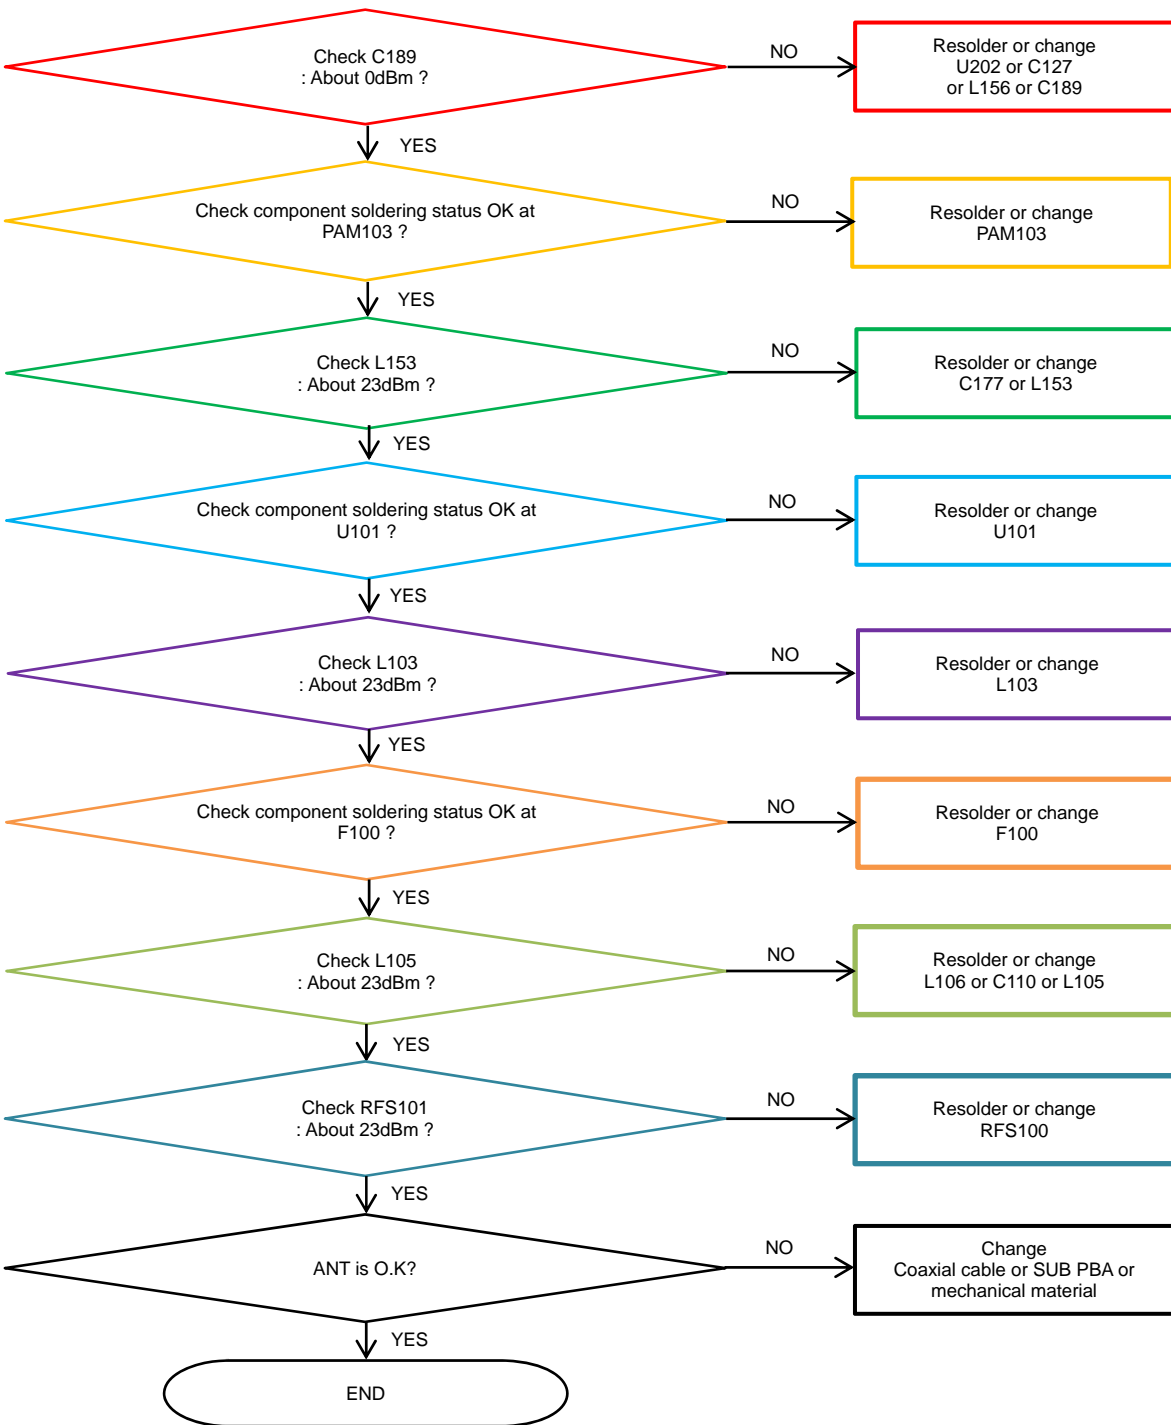 Check C189
: About 0dBm ?
NO
Resolder or change
U202 or C127
or L156 or C189
YES
Check component soldering status OK at
PAM103 ?
NO
Resolder or change
PAM103
YES
Check L153
: About 23dBm ?
NO
Resolder or change
C177 or L153
YES
Check component soldering status OK at
U101 ?
NO
Resolder or change
U101
YES
Check L103
: About 23dBm ?
NO
Resolder or change
L103
YES
Check component soldering status OK at
F100 ?
NO
Resolder or change
F100
YES
Check L105
: About 23dBm ?
NO
Resolder or change
L106 or C110 or L105
YES
Check RFS101
: About 23dBm ?
NO
Resolder or change
RFS100
YES
ANT is O.K?
NO
Change
Coaxial cable or SUB PBA or
mechanical material
YES
END